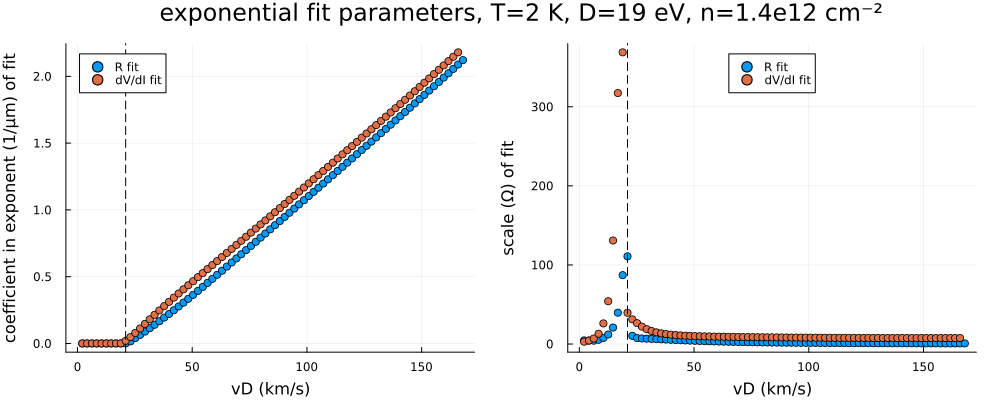 exponential fit parameters, T=2 K, D=19 eV, n=1.4e12 cm⁻²
coefficient in exponent (1/μm) of fit
2.0
1.5
1.0
0.5
0.0
R fit
dV/dI fit
0
50
100
150
vD (km/s)
scale (Ω) of fit
300
200
100
0
R fit
dV/dI fit
0
50
100
150
vD (km/s)